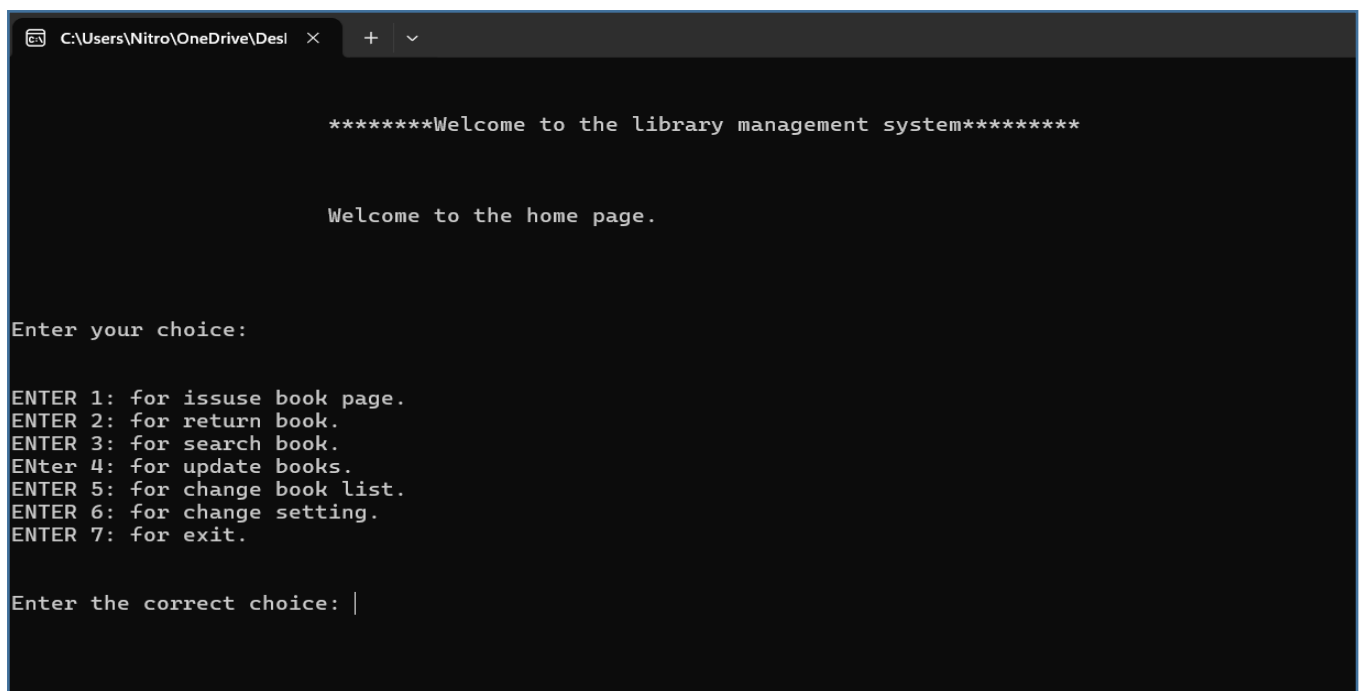 C:\Users\Nitro\OneDrive\Desl
********Welcome to the library management system*********
Welcome to the home page.
Enter your choice:
ENTER 1: for issuse book page.
ENTER 2: for return book.
ENTER 3: for search book.
ENter 4: for update books.
ENTER 5: for change book list.
ENTER 6: for change setting.
ENTER 7: for exit.
Enter the correct choice: